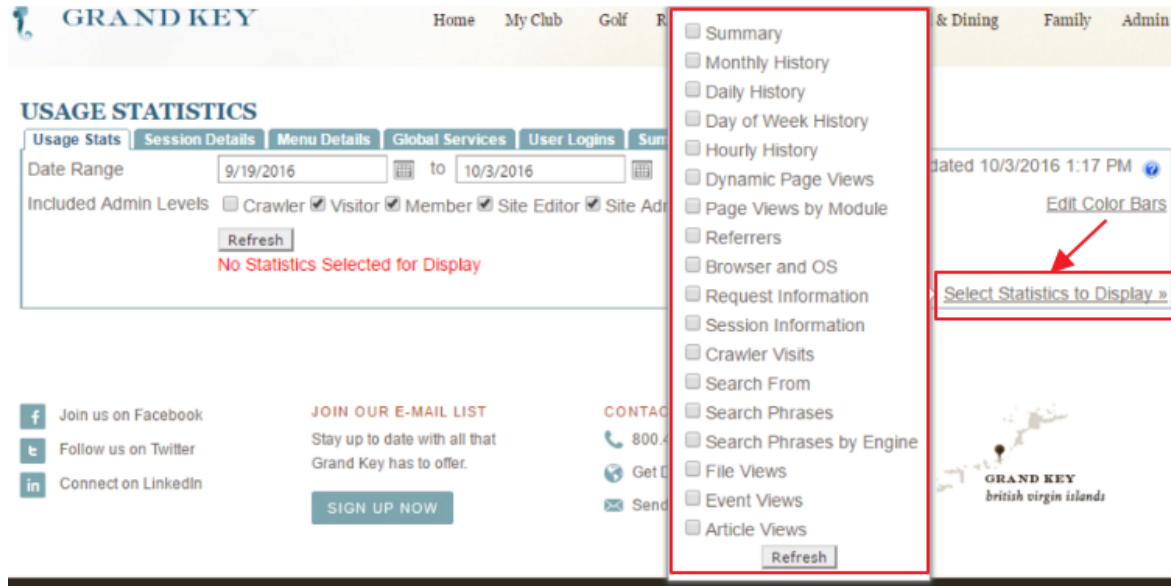 GRAND KEY
Home My Club Golf & Dining Family Admin
USAGE STATISTICS
Usage Stats Session Details Menu Details Global Services User Logins
Date Range 9/19/2016 to 10/3/2016 10/3/2016 1:17 PM
Included Admin Levels Crawler Visitor Member Site Editor Site
Edit Color Bars
Refresh
No Statistics Selected for Display
Select Statistics to Display »
Summary
Monthly History
Daily History
Day of Week History
Hourly History
Dynamic Page Views
Page Views by Module
Referrers
Browser and OS
Request Information
Session Information
Crawler Visits
Search From
Search Phrases
Search Phrases by Engine
File Views
Event Views
Article Views
Refresh
Join us on Facebook
Follow us on Twitter
Connect on LinkedIn
JOIN OUR E-MAIL LIST
Stay up to date with all that
Grand Key has to offer.
SIGN UP NOW
800.
Get
Send
GRAND KEY
british virgin islands